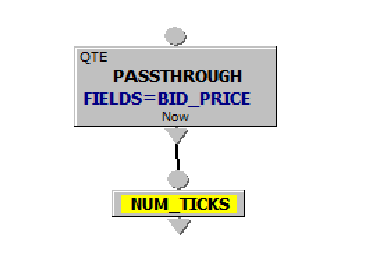 QTE
PASSTHROUGH
FIELDS=BID_PRICE
Now
NUM_TICKS